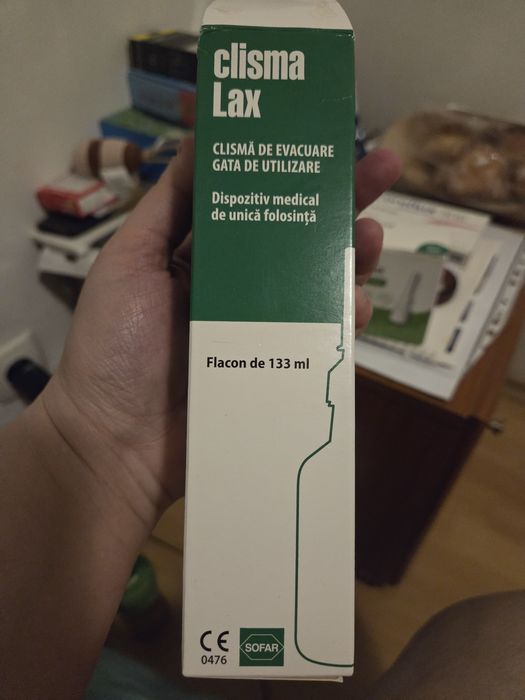 clisma
Lax
CLISMĂ DE EVACUARE
GATA DE UTILIZARE
Dispozitiv medical
de unică folosință
Flacon de 133 ml
CE
0476
SOFAR